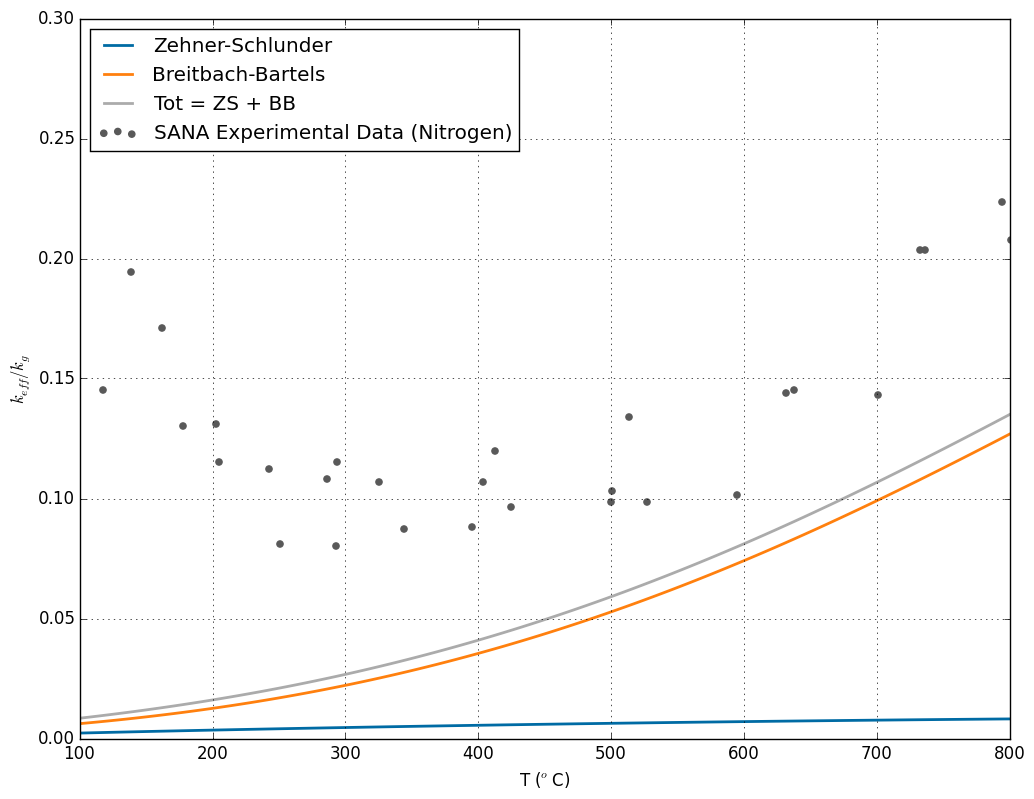 0.30
0.25
0.20
0.15
0.10
0.05
0.00
k_eff/k_g
Zehner-Schlunder
Breitbach-Bartels
Tot = ZS + BB
SANA Experimental Data (Nitrogen)
100 200 300 400 500 600 700 800
T (° C)